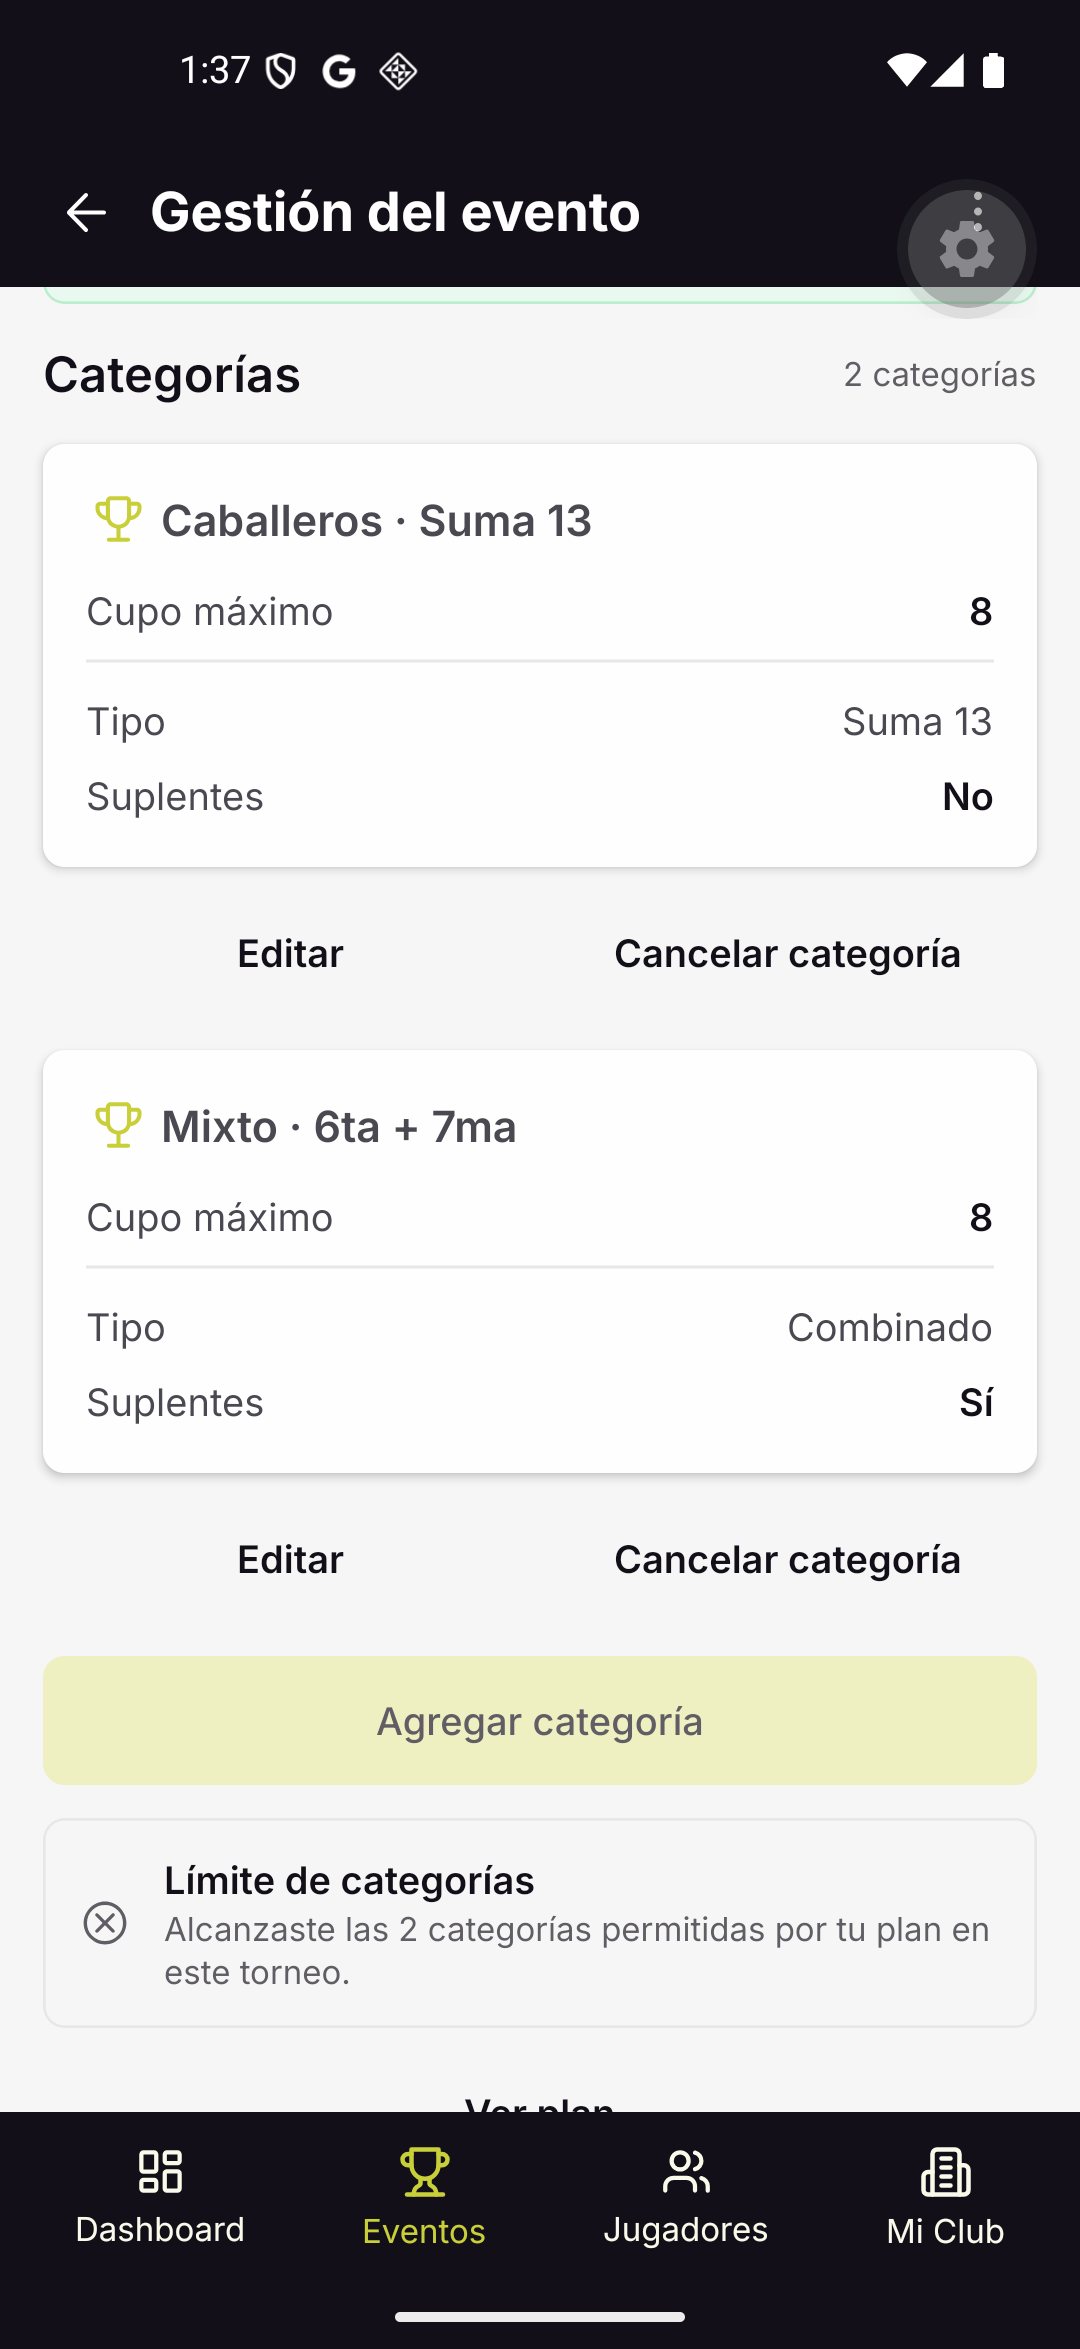 1:37
Gestión del evento
Categorías
2 categorías
Caballeros · Suma 13
Cupo máximo
8
Tipo
Suma 13
Suplentes
No
Editar
Cancelar categoría
Mixto · 6ta + 7ma
Cupo máximo
8
Tipo
Combinado
Suplentes
Sí
Editar
Cancelar categoría
Agregar categoría
Límite de categorías
Alcanzaste las 2 categorías permitidas por tu plan en
este torneo.
Ver plan
Dashboard
Eventos
Jugadores
Mi Club